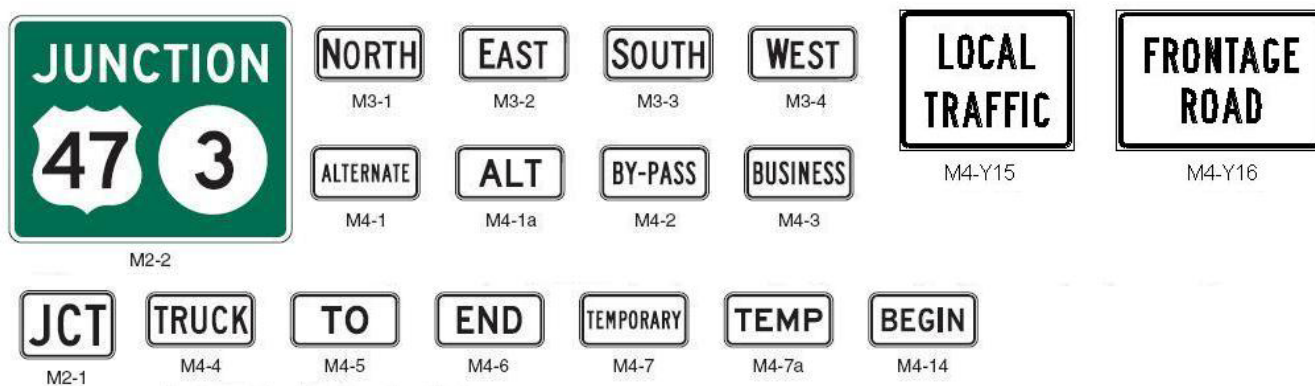 JUNCTION
47 3
M2-2
NORTH
M3-1
EAST
M3-2
SOUTH
M3-3
WEST
M3-4
LOCAL
TRAFFIC
M4-Y15
FRONTAGE
ROAD
M4-Y16
ALTERNATE
M4-1
ALT
M4-1a
BY-PASS
M4-2
BUSINESS
M4-3
JCT
M2-1
TRUCK
M4-4
TO
M4-5
END
M4-6
TEMPORARY
M4-7
TEMP
M4-7a
BEGIN
M4-14